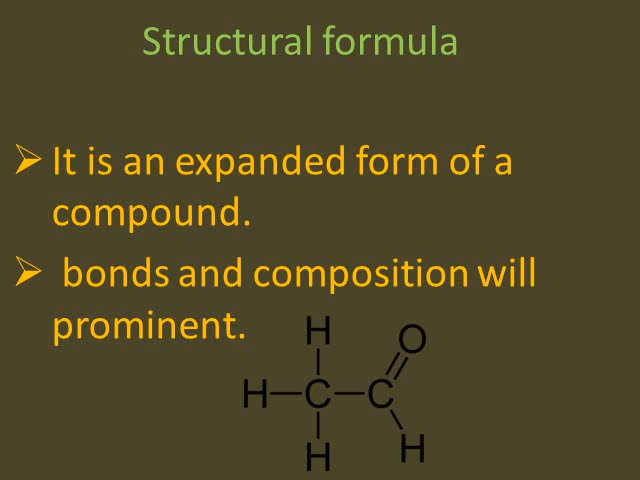 Structural formula
➢ It is an expanded form of a
compound.
➢ bonds and composition will
prominent.
H O
H C C
H H